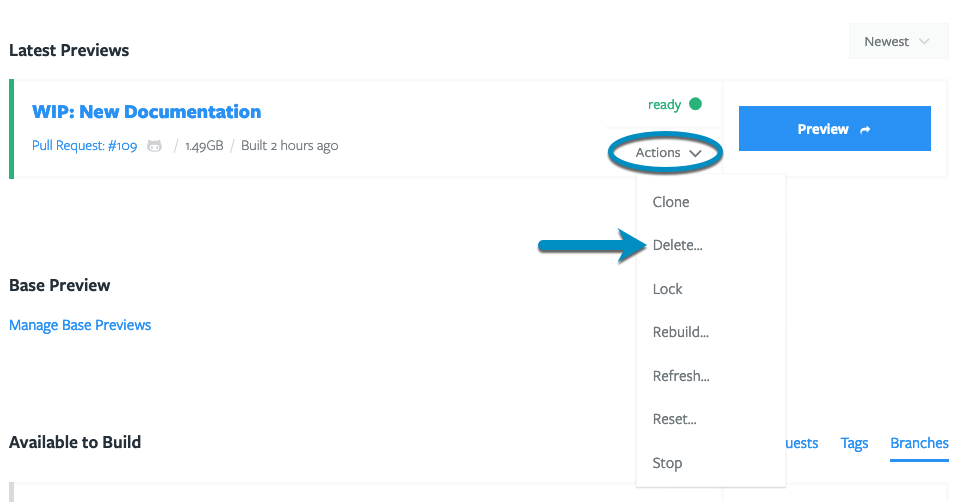 Newest
Latest Previews
WIP: New Documentation
ready
Preview
Pull Request: #109 / 1.49GB / Built 2 hours ago
Actions
Clone
Delete...
Lock
Rebuild...
Refresh...
Reset...
Stop
Base Preview
Manage Base Previews
Available to Build
uests Tags Branches